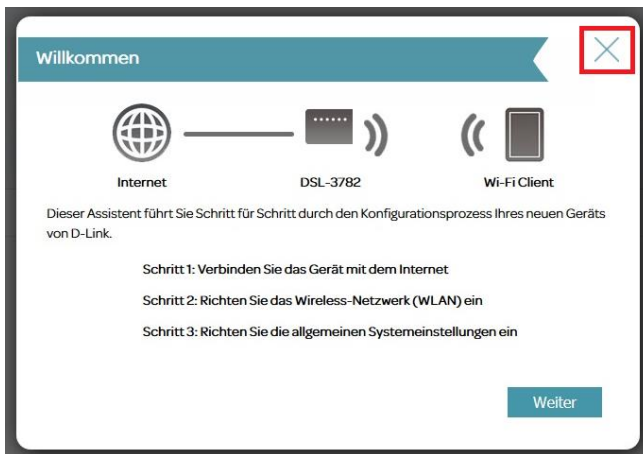 Willkommen
Internet DSL-3782 Wi-Fi Client
Dieser Assistent führt Sie Schritt für Schritt durch den Konfigurationsprozess Ihres neuen Geräts
von D-Link.
Schritt 1: Verbinden Sie das Gerät mit dem Internet
Schritt 2: Richten Sie das Wireless-Netzwerk (WLAN) ein
Schritt 3: Richten Sie die allgemeinen Systemeinstellungen ein
Weiter